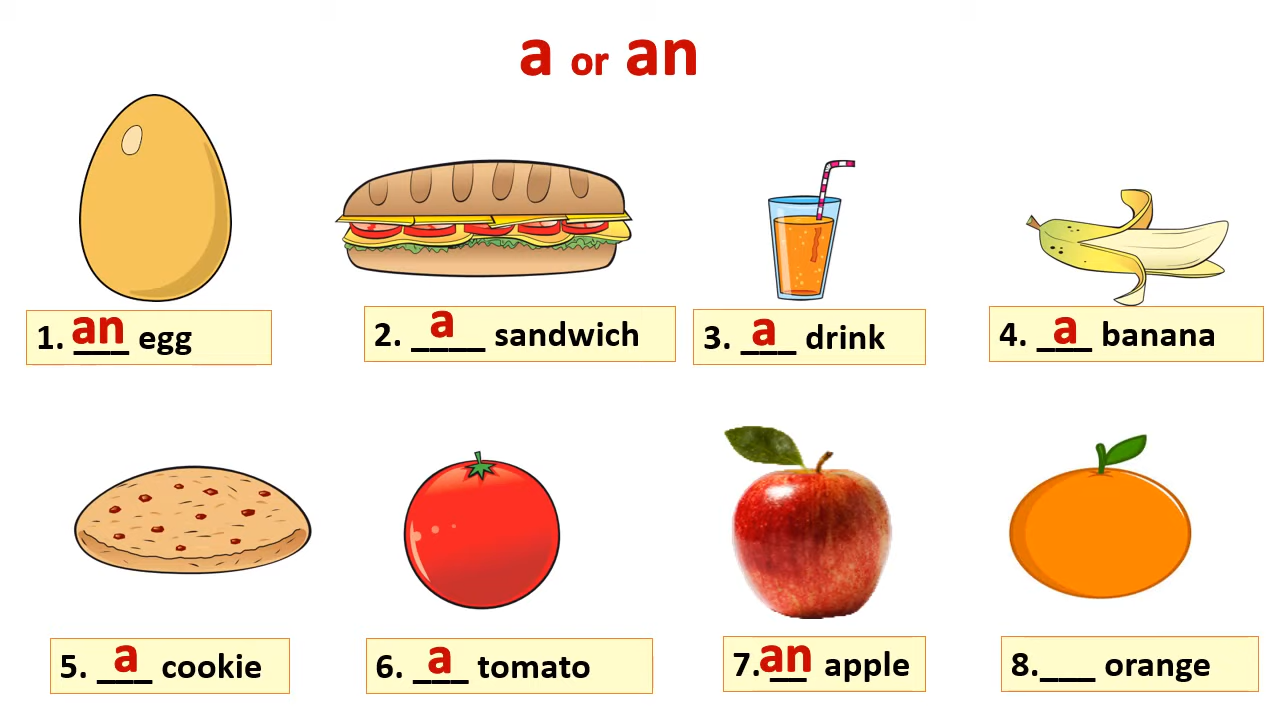 a or an
1. an egg
2. a sandwich
3. a drink
4. a banana
5. a cookie
6. a tomato
7. an apple
8.___ orange